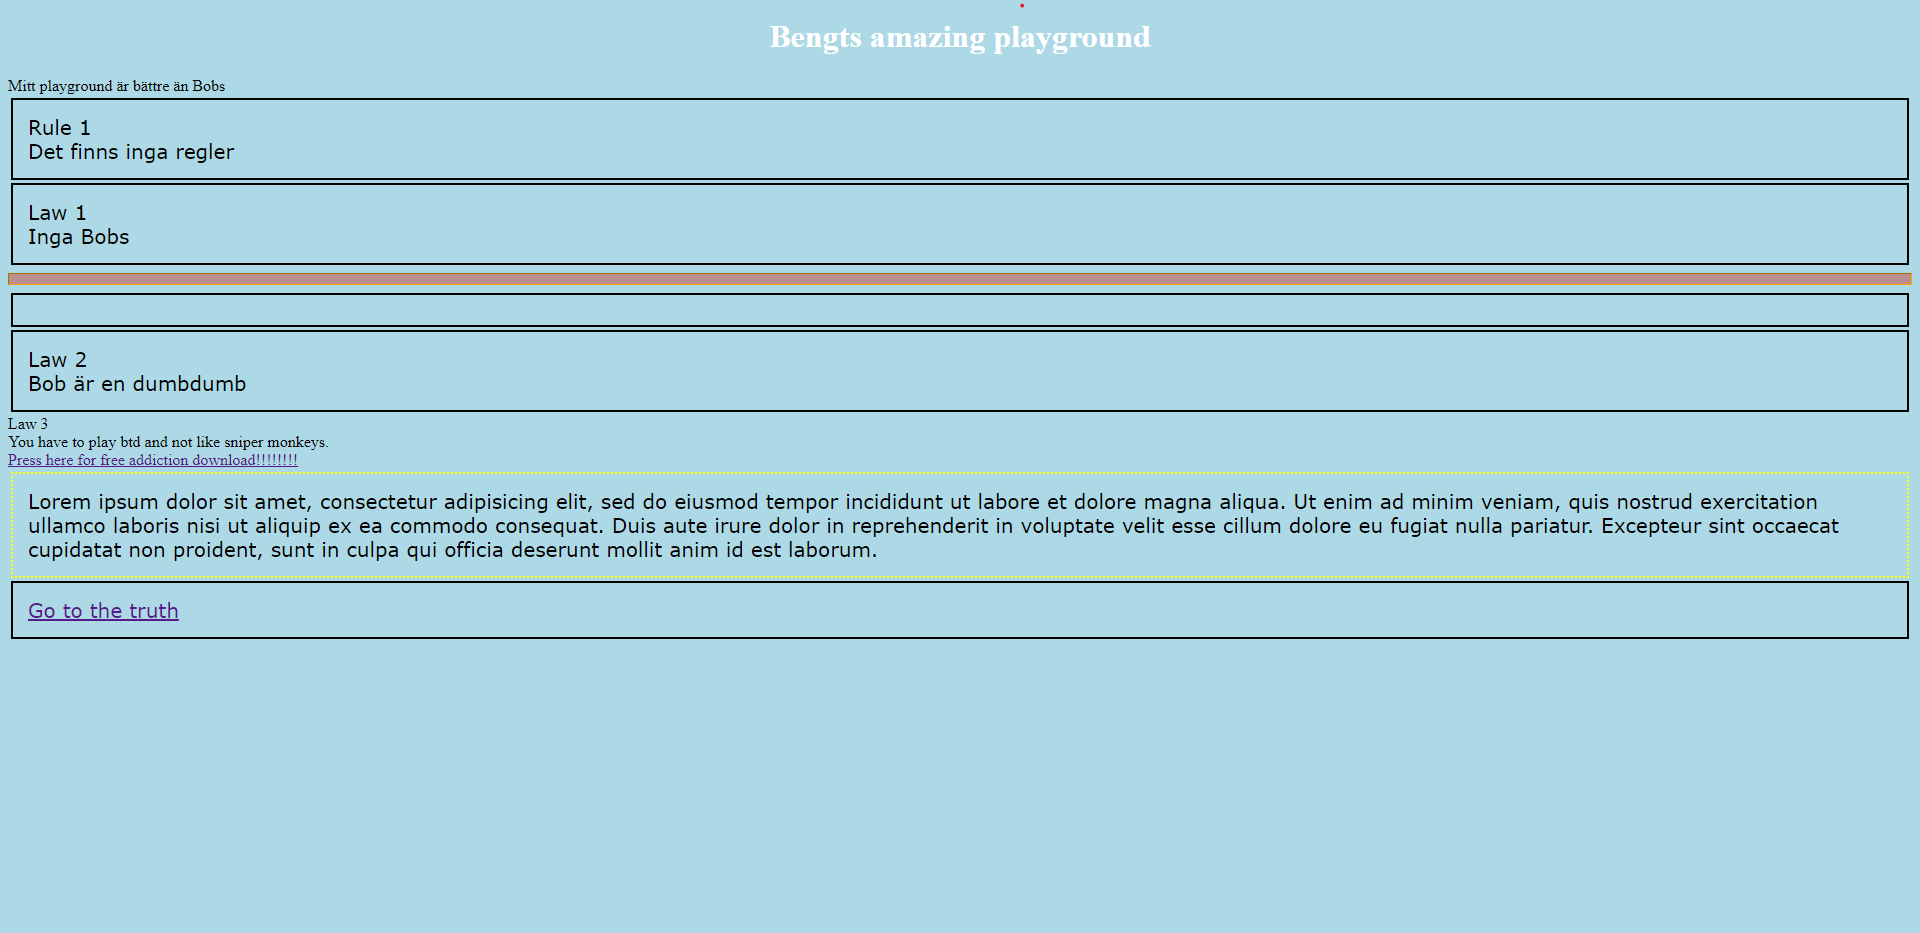 Bengts amazing playground
Mitt playground är bättre än Bobs
Rule 1
Det finns inga regler
Law 1
Inga Bobs
Law 2
Bob är en dumbdumb
Law 3
You have to play btd and not like sniper monkeys.
Press here for free addiction download!!!!!!!!
Lorem ipsum dolor sit amet, consectetur adipisicing elit, sed do eiusmod tempor incididunt ut labore et dolore magna aliqua. Ut enim ad minim veniam, quis nostrud exercitation
ullamco laboris nisi ut aliquip ex ea commodo consequat. Duis aute irure dolor in reprehenderit in voluptate velit esse cillum dolore eu fugiat nulla pariatur. Excepteur sint occaecat
cupidatat non proident, sunt in culpa qui officia deserunt mollit anim id est laborum.
Go to the truth